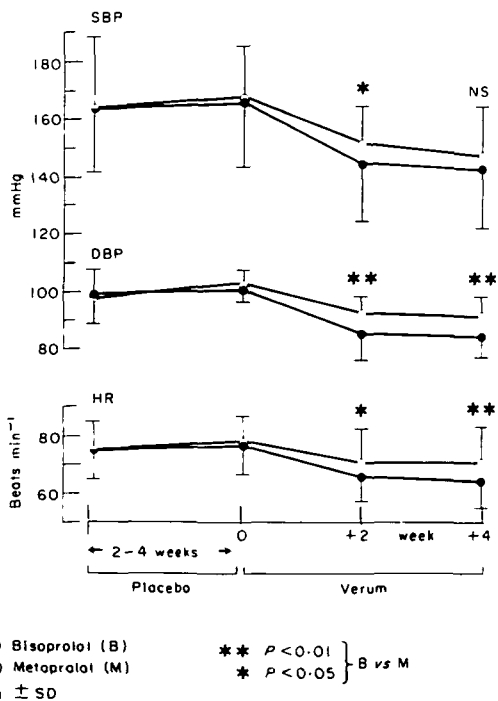 SBP
180
*
NS
160
140
120
mmHg
DBP
100
**
**
80
HR
*
**
80
60
Beats min⁻¹
0
+2
week
+4
2-4 weeks
Placebo
Verum
Bisoprolol (B)
Metoprolol (M)
± SD
** P < 0.01
* P < 0.05
B vs M